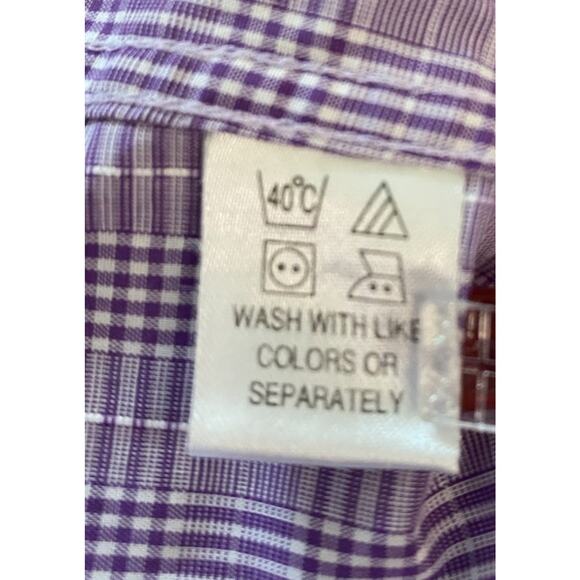 40°C
WASH WITH LIKE
COLORS OR
SEPARATELY